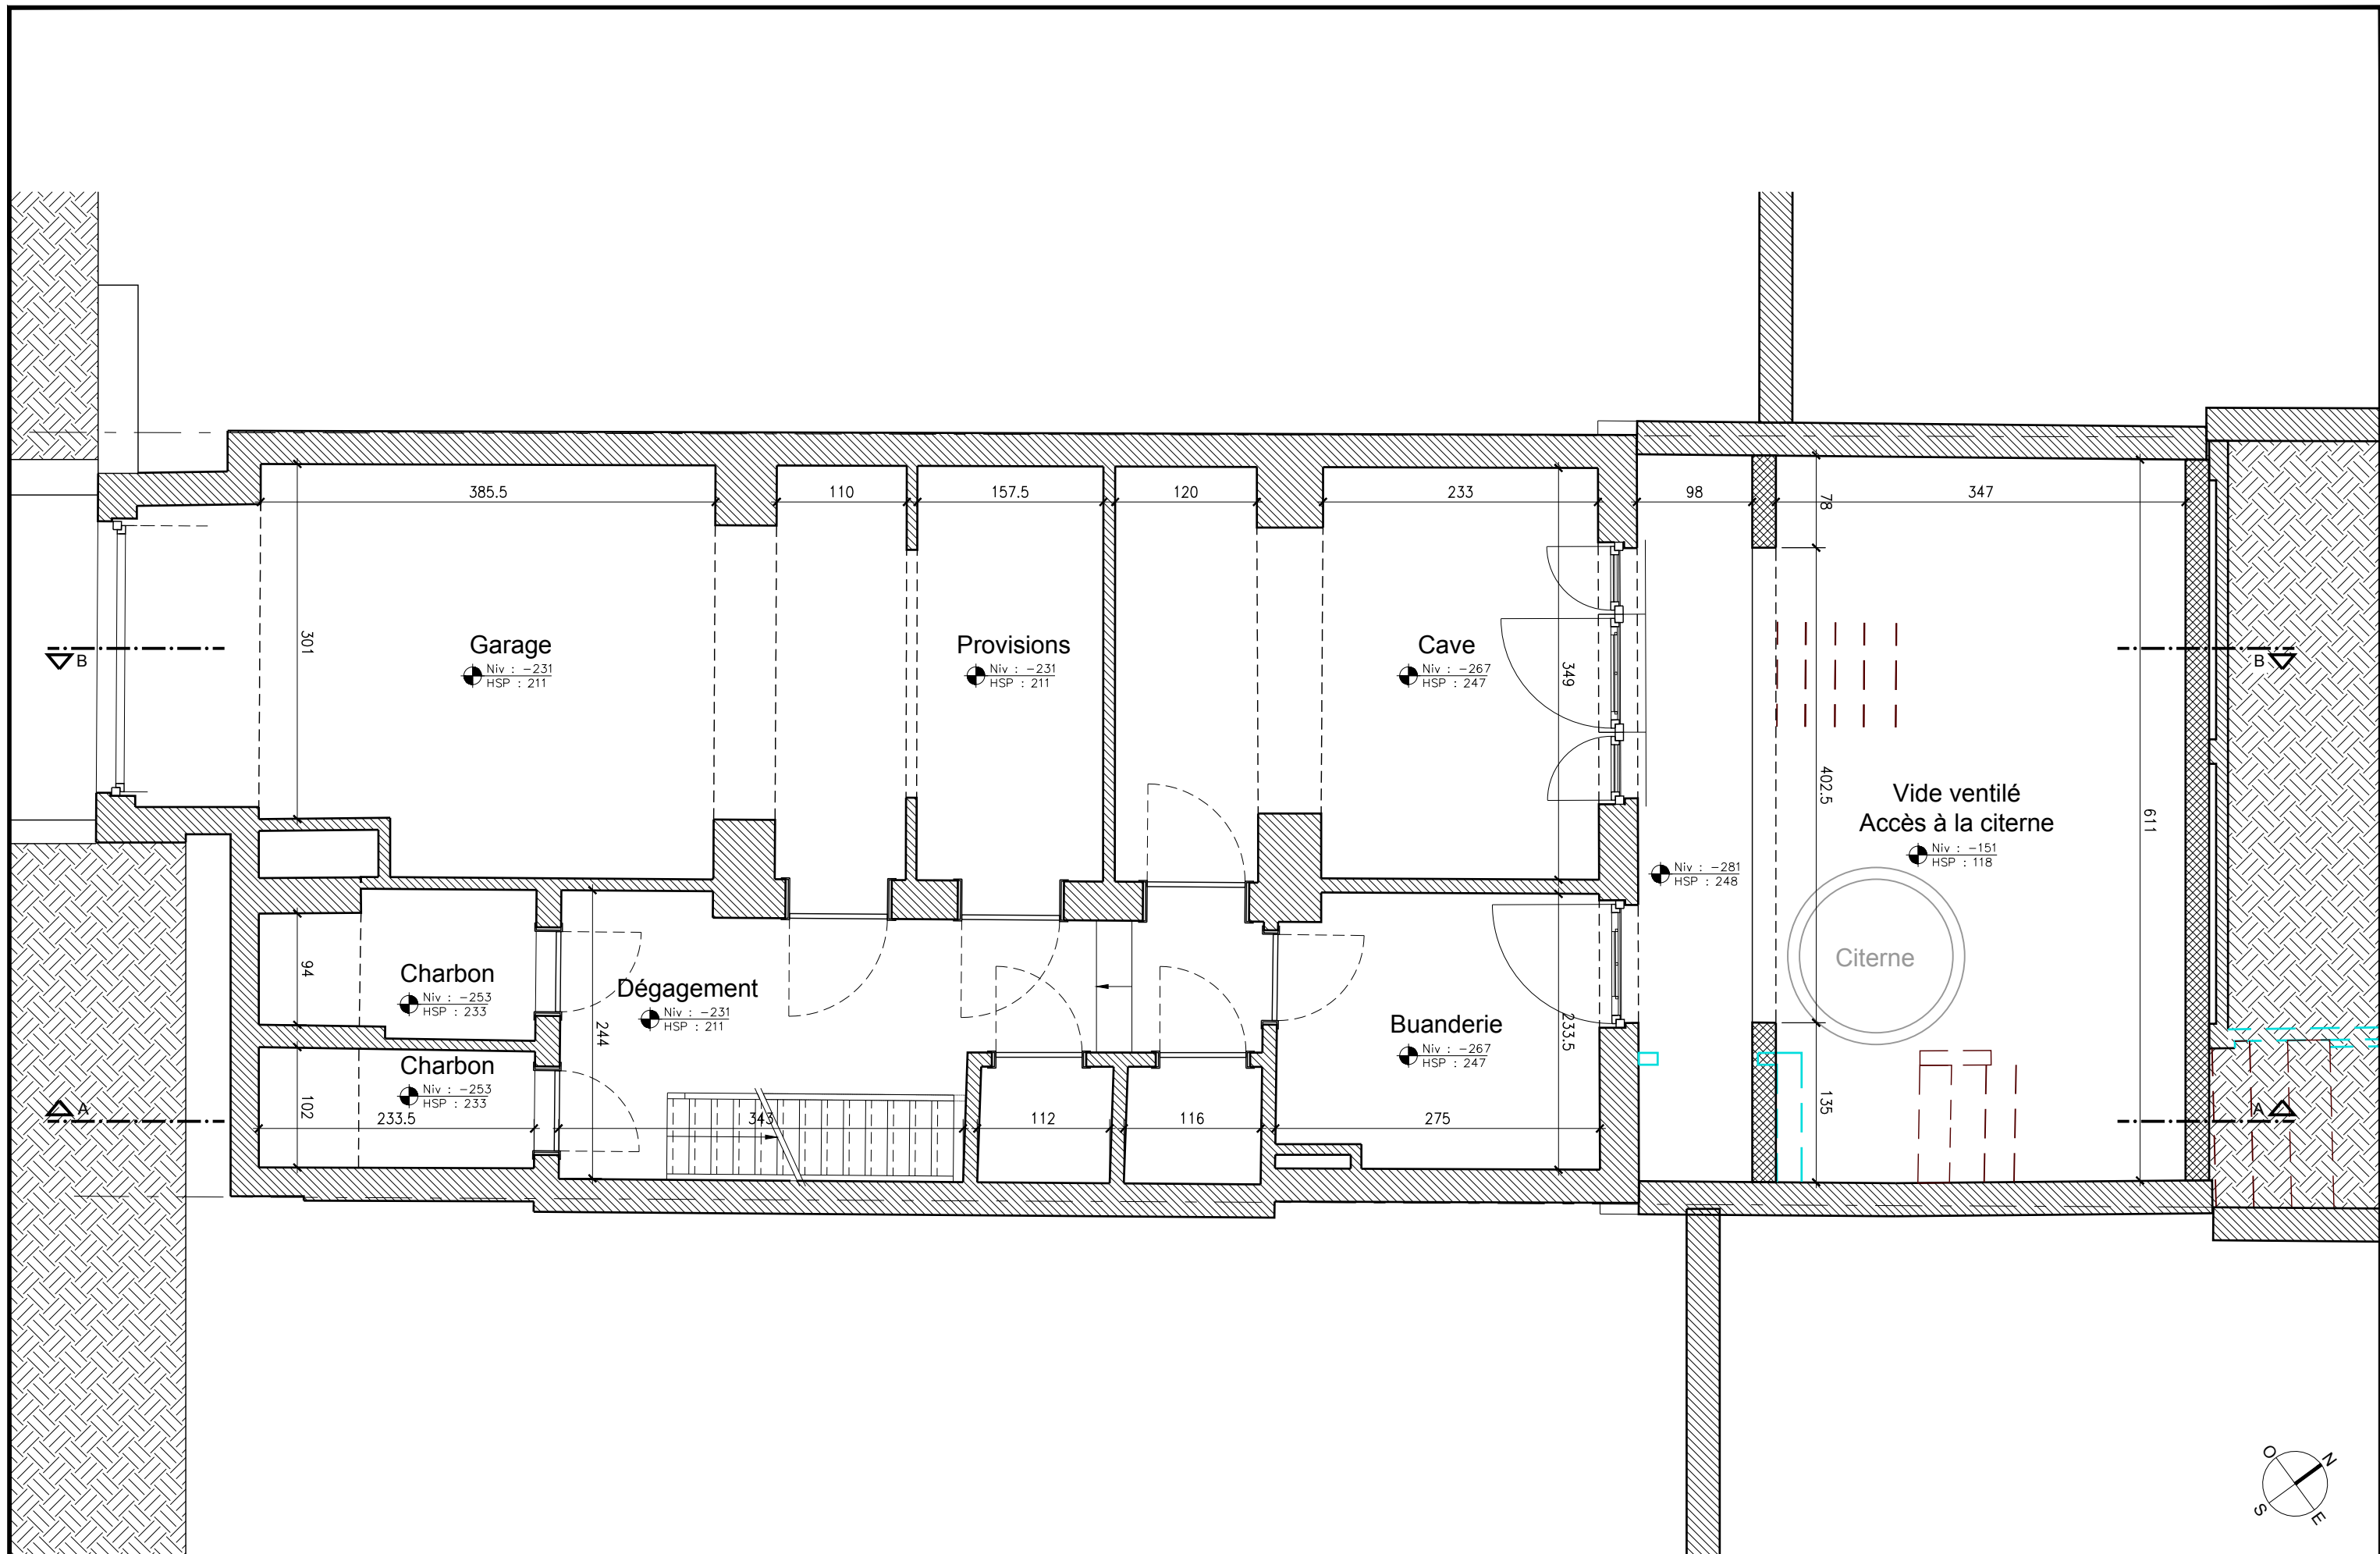 385.5
110
157.5
120
233
98
78
347
301
Garage
Niv : -231
HSP : 211
Provisions
Niv : -231
HSP : 211
Cave
Niv : -267
HSP : 247
349
B
B
402.5
611
Vide ventilé
Accès à la citerne
Niv : -151
HSP : 118
Niv : -281
HSP : 248
Citerne
94
Charbon
Niv : -253
HSP : 233
Dégagement
Niv : -231
HSP : 211
244
Buanderie
Niv : -267
HSP : 247
233.5
Charbon
Niv : -253
HSP : 233
102
233.5
343
112
116
275
135
A
A
O
N
S
E